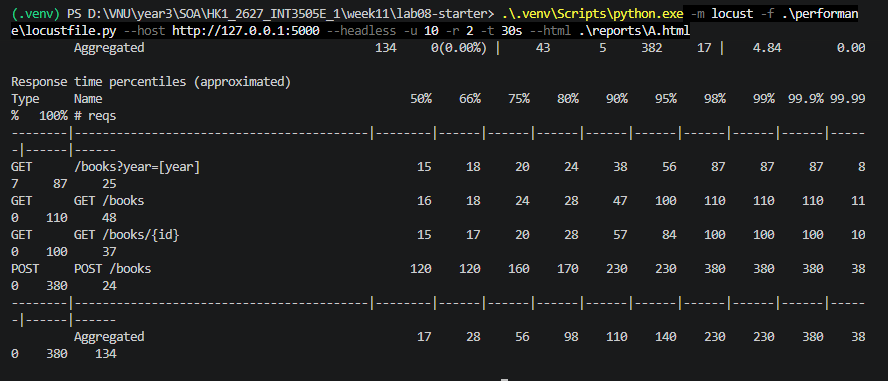 (.venv) PS D:\VNU\year3\SOA\HK1_2627_INT3505E_1\week11\lab08-starter> .\.venv\Scripts\python.exe -m locust -f .\performan
e\locustfile.py --host http://127.0.0.1:5000 --headless -u 10 -r 2 -t 30s --html .\reports\A.html
         Aggregated                                  134     0(0.00%) |     43       5     382     17 |    4.84        0.00

Response time percentiles (approximated)
Type     Name                                              50%    66%    75%    80%    90%    95%    98%    99%  99.9% 99.99
%   100% # reqs
--------|--------------------------------------|--------|------|------|------|------|------|------|------|------|-----
-|------|------
GET      /books?year=[year]                                 15     18     20     24     38     56     87     87     87     8
7     87     25
GET      GET /books                                         16     18     24     28     47    100    110    110    110    11
0    110     48
GET      GET /books/{id}                                    15     17     20     28     57     84    100    100    100    10
0    100     37
POST     POST /books                                       120    120    160    170    230    230    380    380    380    38
0    380     24
--------|--------------------------------------|--------|------|------|------|------|------|------|------|------|-----
-|------|------
         Aggregated                                         17     28     56     98    110    140    230    230    380    38
0    380    134